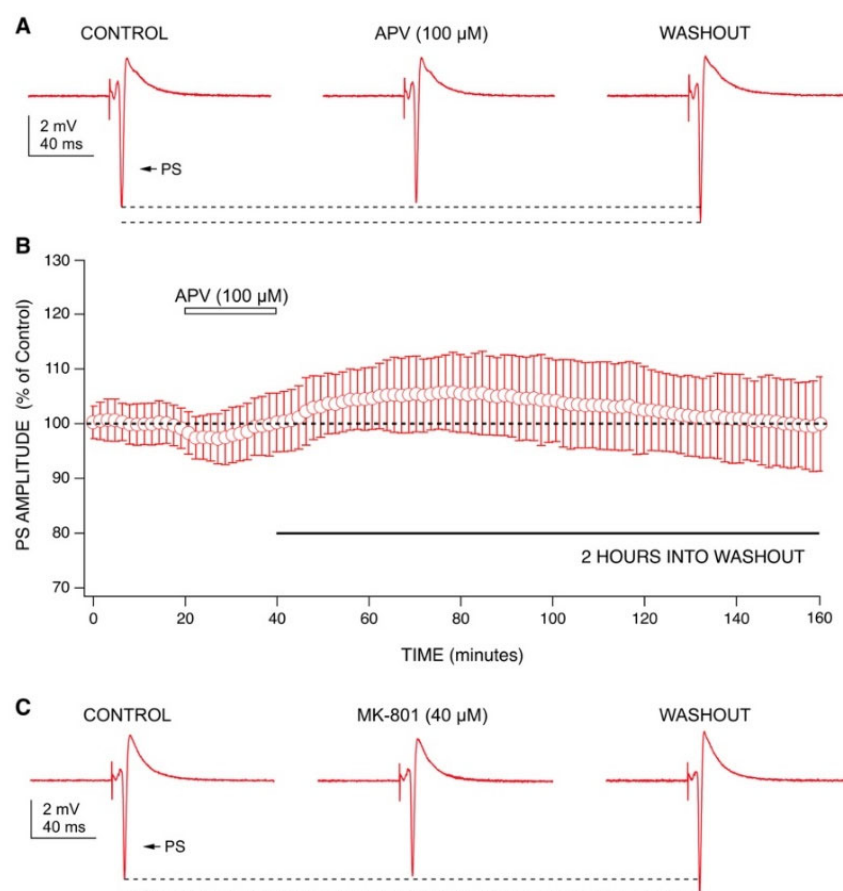 A
CONTROL APV (100 µM) WASHOUT
2 mV
40 ms
PS
B
PS AMPLITUDE (% of Control)
130
120
110
100
90
80
70
APV (100 µM)
2 HOURS INTO WASHOUT
0 20 40 60 80 100 120 140 160
TIME (minutes)
C
CONTROL MK-801 (40 µM) WASHOUT
2 mV
40 ms
PS